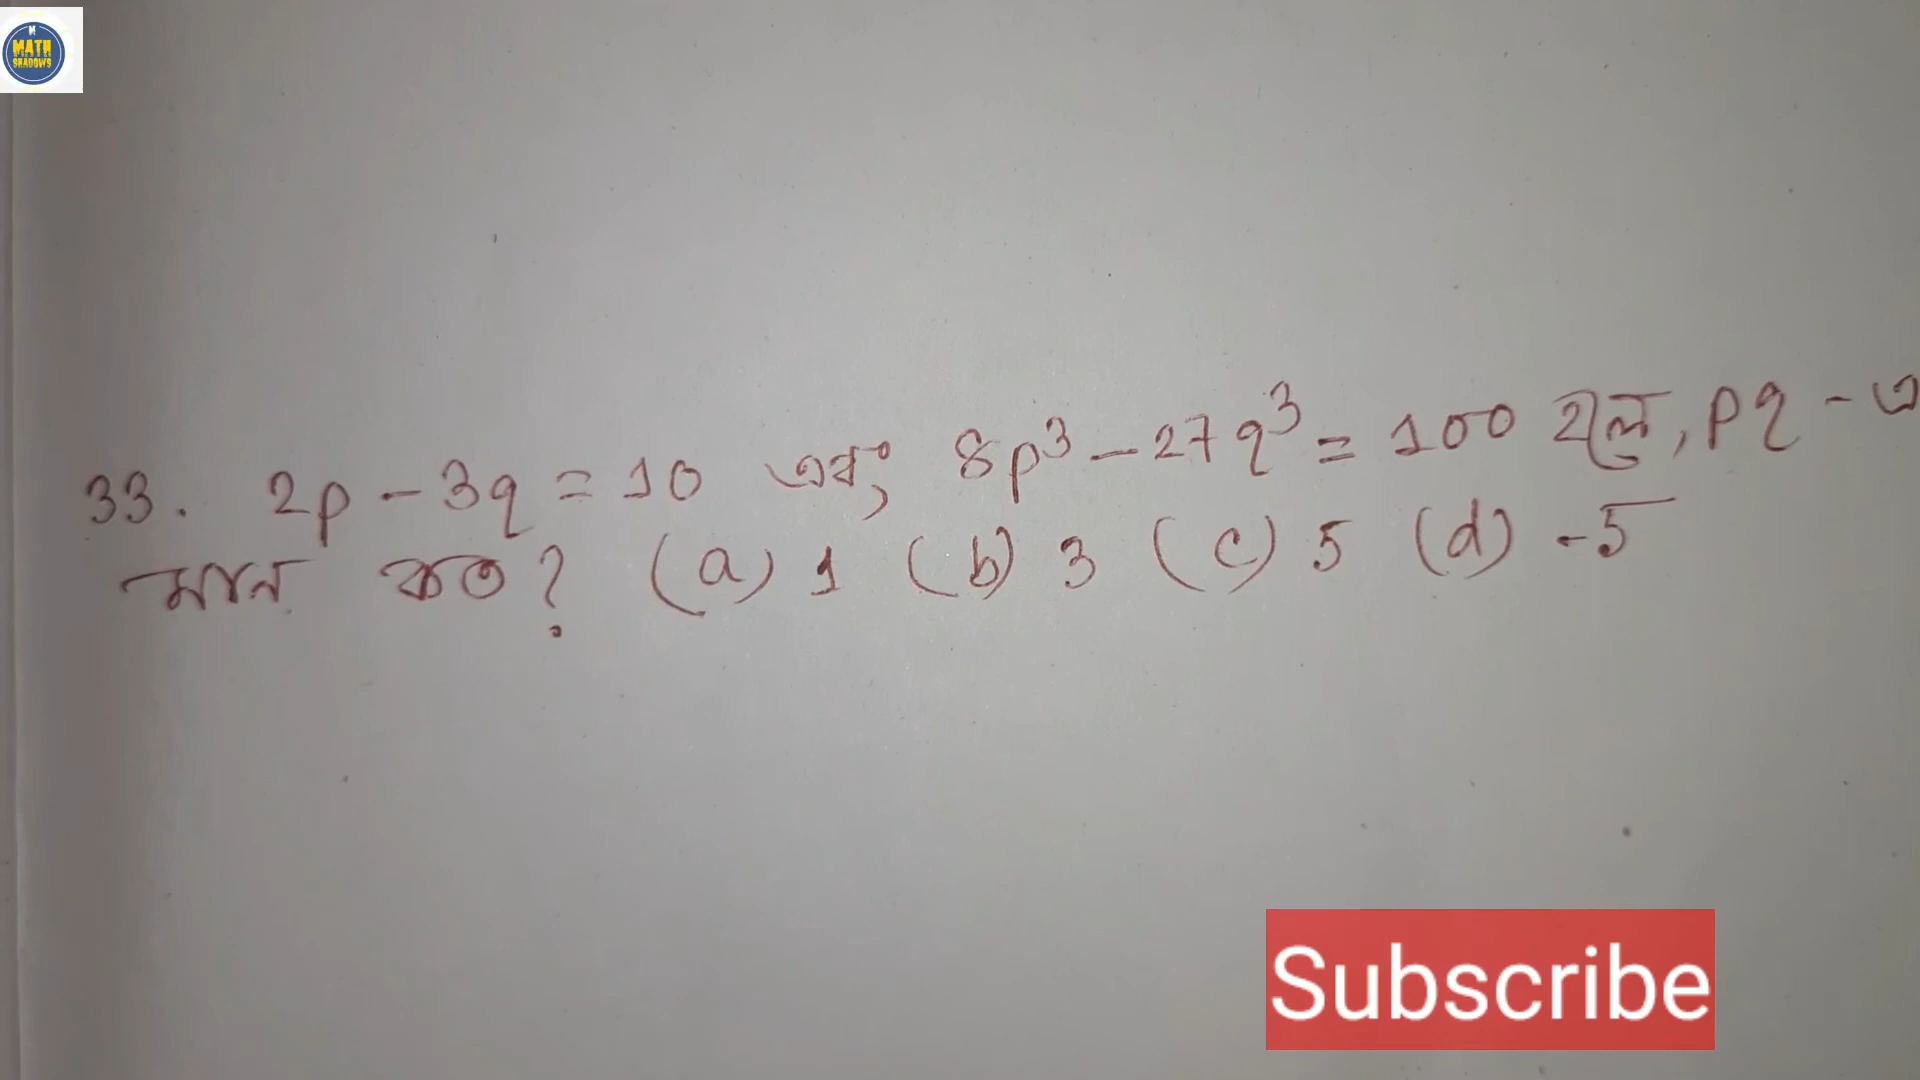 M
MATH
SHADOWS
33. 2p - 3q = 10 এবং 8p³ - 27q³ = 100 হলে, pq - এ
মান কত? (a) 1 (b) 3 (c) 5 (d) -5
Subscribe